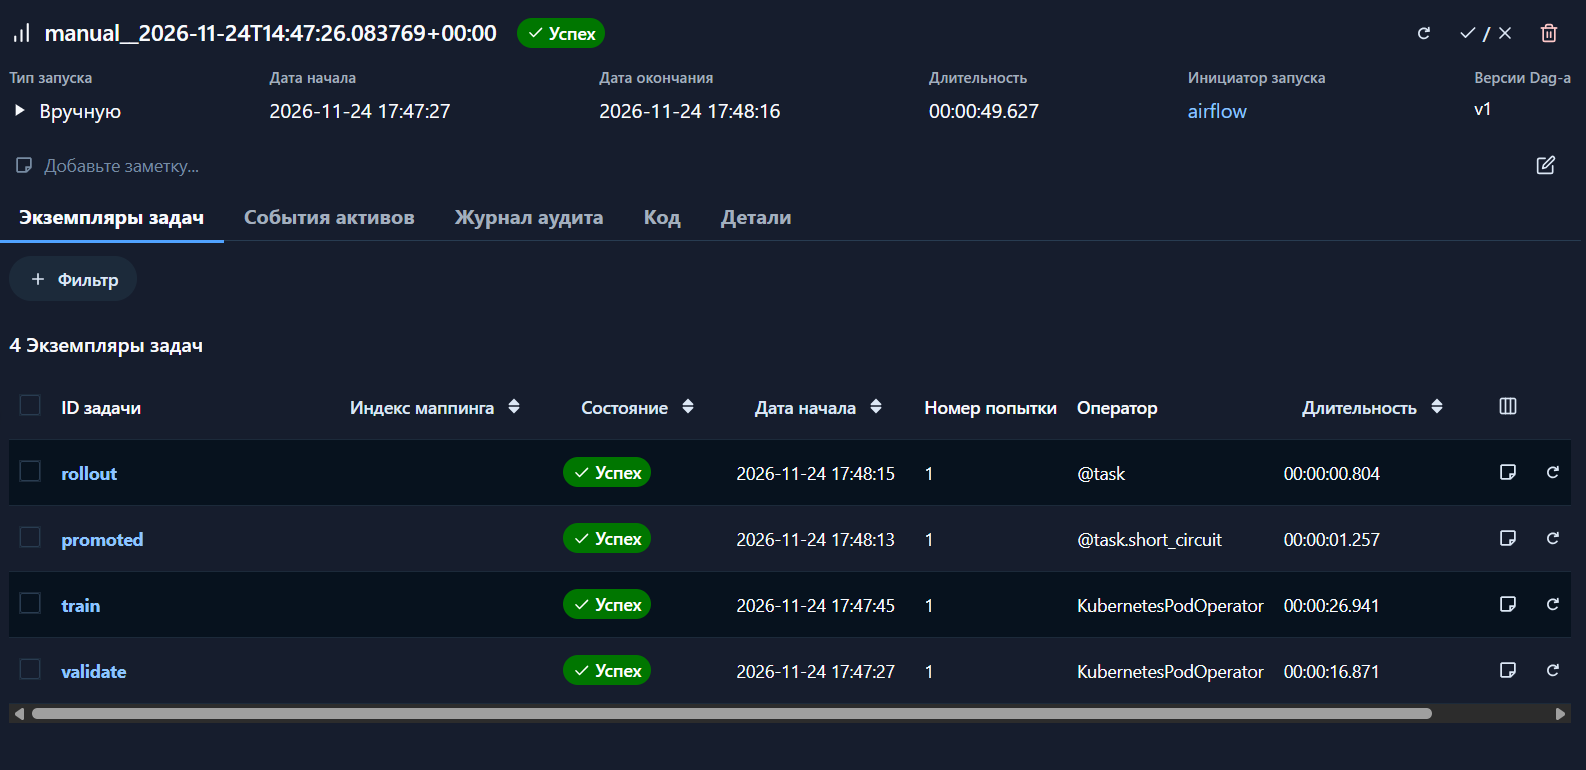 manual__2026-11-24T14:47:26.083769+00:00 Успех / 
Тип запуска Дата начала Дата окончания Длительность Инициатор запуска Версии Dag-а
Вручную 2026-11-24 17:47:27 2026-11-24 17:48:16 00:00:49.627 airflow v1
Добавьте заметку...
Экземпляры задач События активов Журнал аудита Код Детали
+ Фильтр
4 Экземпляры задач
ID задачи Индекс маппинга Состояние Дата начала Номер попытки Оператор Длительность
rollout Успех 2026-11-24 17:48:15 1 @task 00:00:00.804
promoted Успех 2026-11-24 17:48:13 1 @task.short_circuit 00:00:01.257
train Успех 2026-11-24 17:47:45 1 KubernetesPodOperator 00:00:26.941
validate Успех 2026-11-24 17:47:27 1 KubernetesPodOperator 00:00:16.871